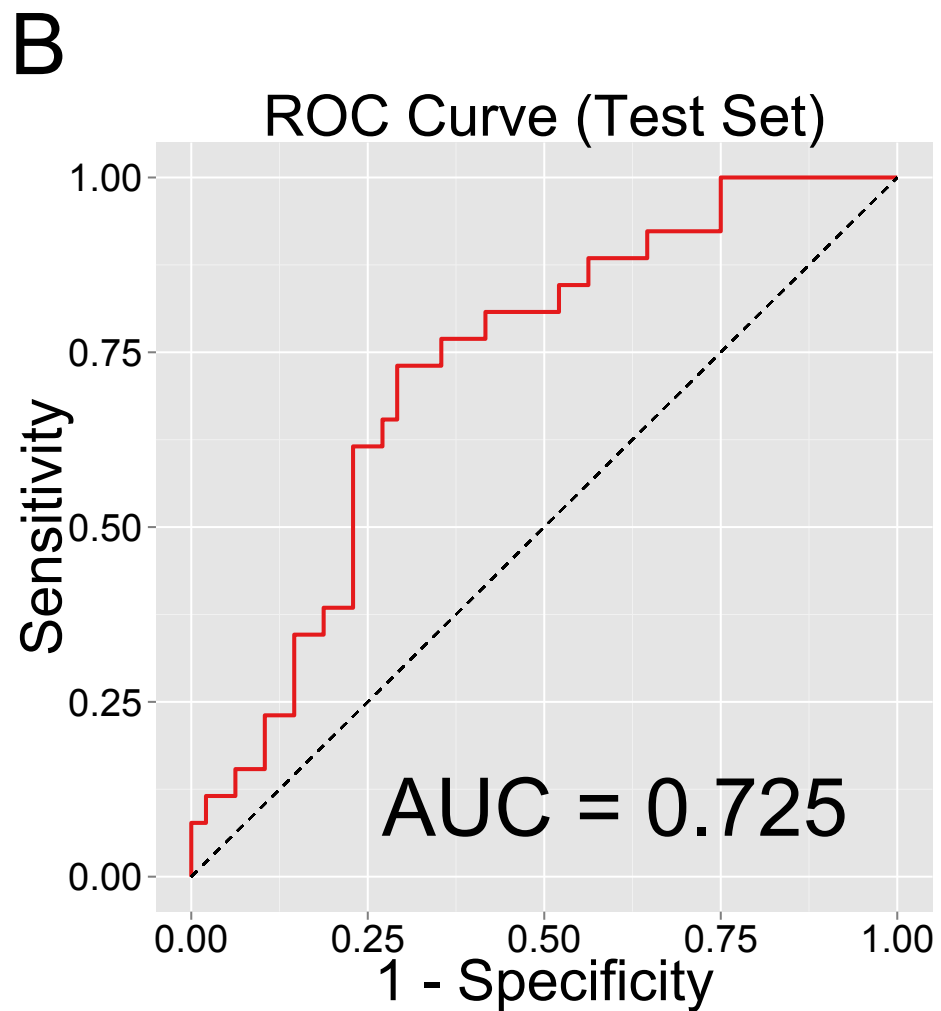 B
ROC Curve (Test Set)
1.00
0.75
0.50
0.25
0.00
Sensitivity
AUC = 0.725
0.00 0.25 0.50 0.75 1.00
1 - Specificity